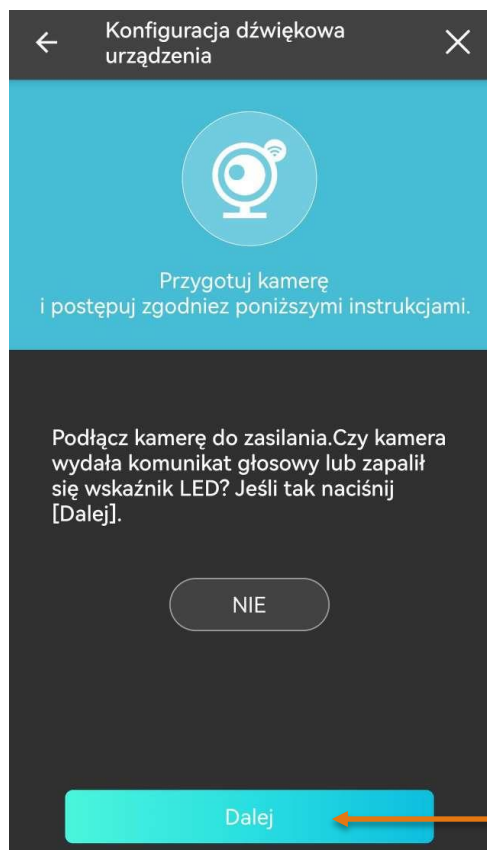 Konfiguracja dźwiękowa
urządzenia
Przygotuj kamerę
i postępuj zgodniez poniższymi instrukcjami.
Podłącz kamerę do zasilania.Czy kamera
wydała komunikat głosowy lub zapalił
się wskaźnik LED? Jeśli tak naciśnij
[Dalej].
NIE
Dalej